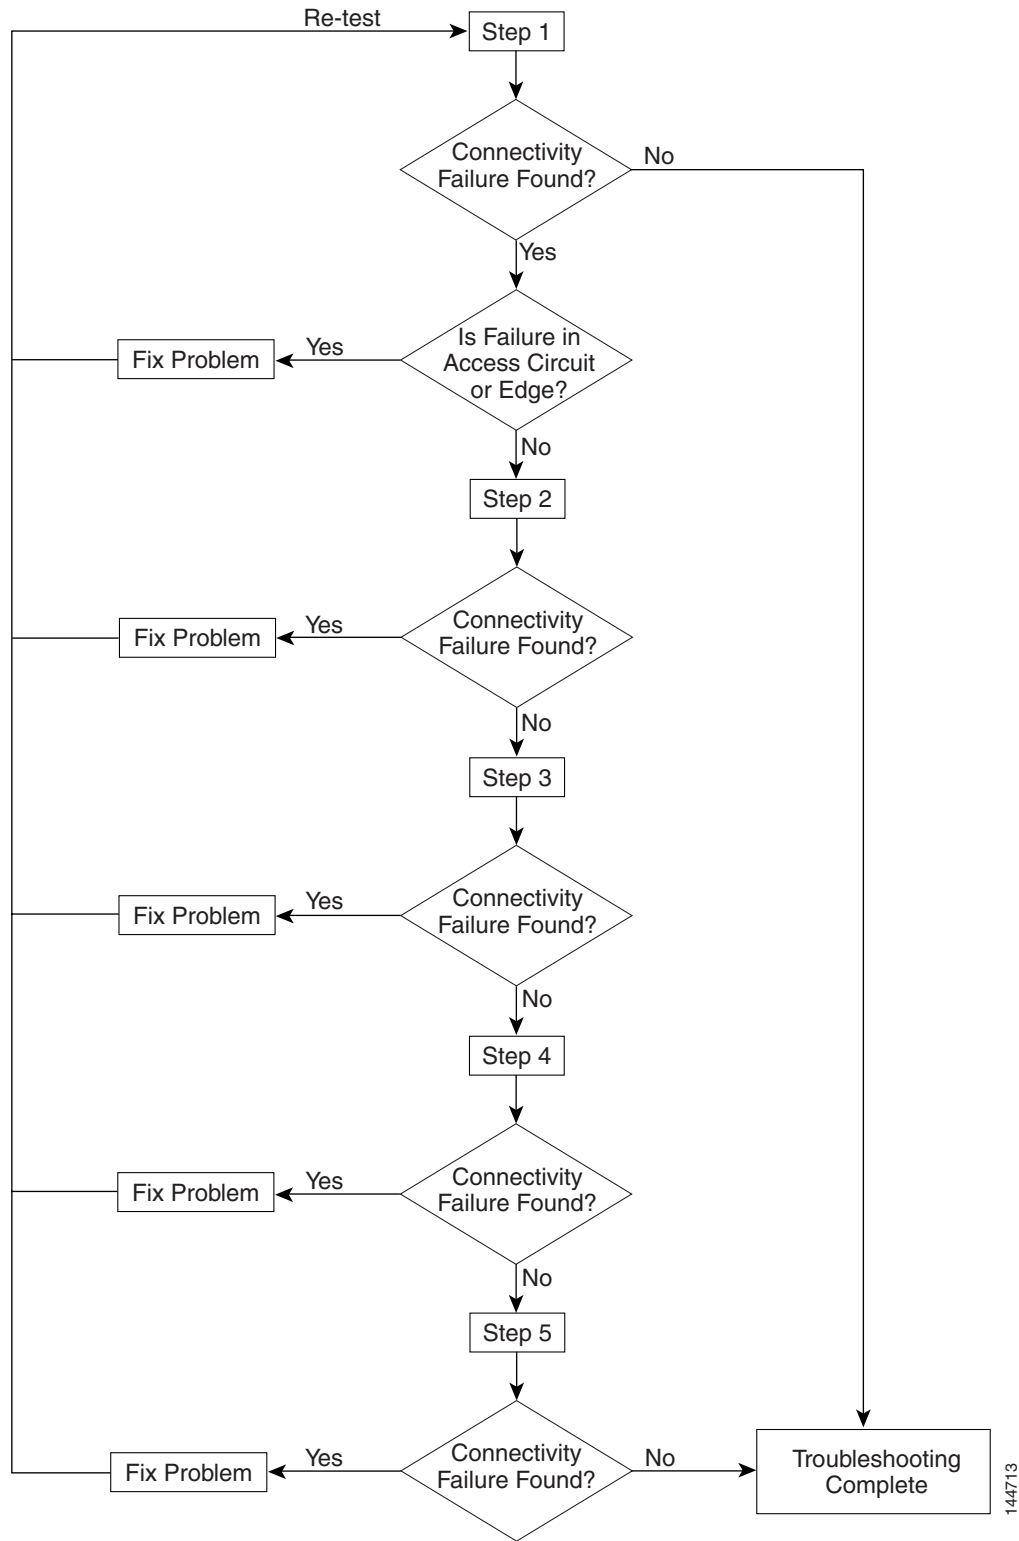 Re-test
Step 1
Connectivity
Failure Found?
No
Yes
Is Failure in
Access Circuit
or Edge?
Yes
Fix Problem
No
Step 2
Connectivity
Failure Found?
Yes
Fix Problem
No
Step 3
Connectivity
Failure Found?
Yes
Fix Problem
No
Step 4
Connectivity
Failure Found?
Yes
Fix Problem
No
Step 5
Connectivity
Failure Found?
Yes
Fix Problem
No
Troubleshooting
Complete
144713